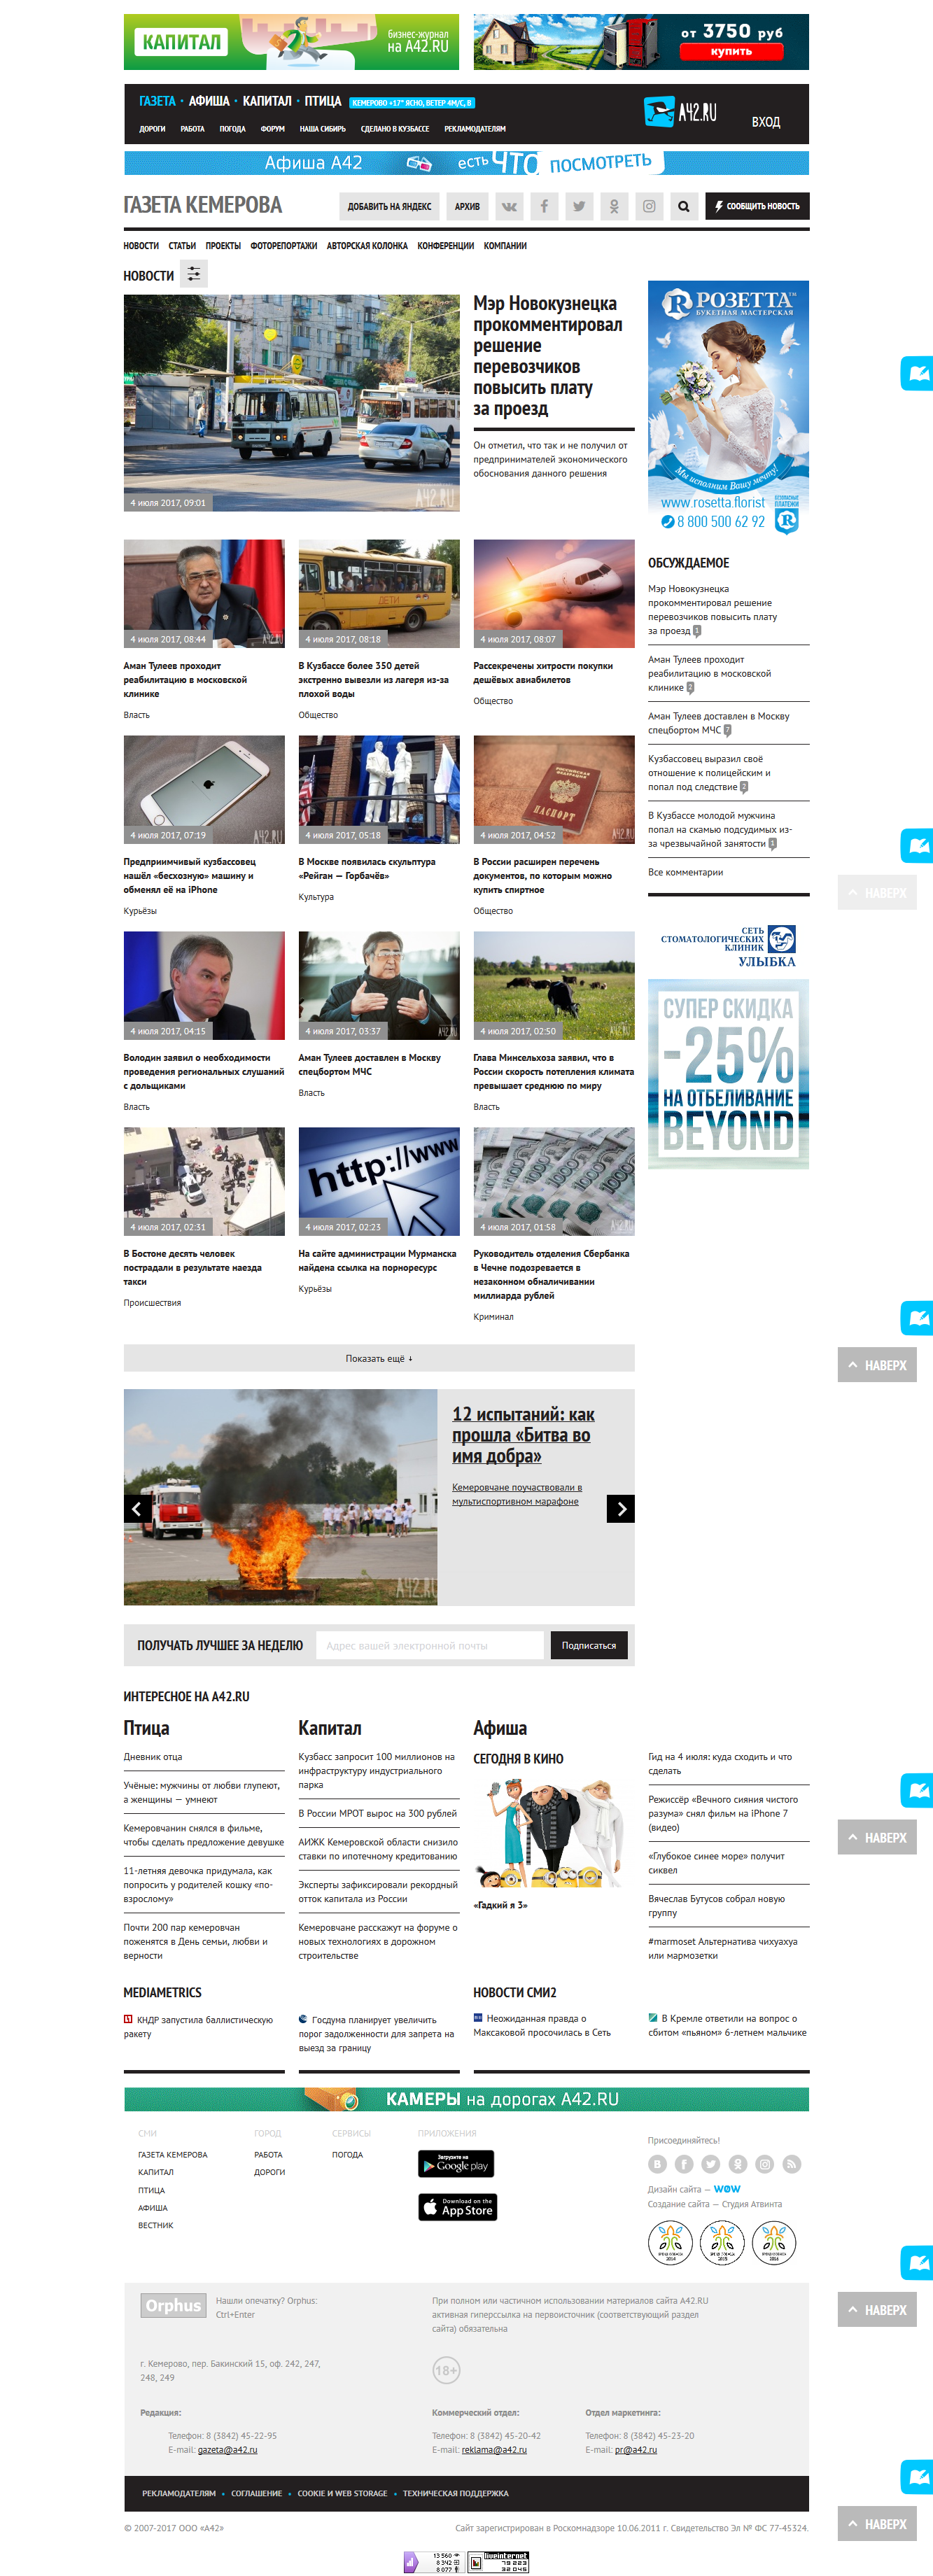 КАПИТАЛ
бизнес-журнал
на A42.RU
от 3750 руб
купить
ГАЗЕТА • АФИША • КАПИТАЛ • ПТИЦА
КЕМЕРОВО +17° ЯСНО, ВЕТЕР 4М/С, В
A42.RU
ВХОД
ДОРОГИ РАБОТА ПОГОДА ФОРУМ НАША СИБИРЬ СДЕЛАНО В КУЗБАССЕ РЕКЛАМОДАТЕЛЯМ
Афиша А42 есть ЧТО ПОСМОТРЕТЬ
ГАЗЕТА КЕМЕРОВА
ДОБАВИТЬ НА ЯНДЕКС
АРХИВ
СООБЩИТЬ НОВОСТЬ
НОВОСТИ СТАТЬИ ПРОЕКТЫ ФОТОРЕПОРТАЖИ АВТОРСКАЯ КОЛОНКА КОНФЕРЕНЦИИ КОМПАНИИ
НОВОСТИ
4 июля 2017, 09:01
A42.RU
Мэр Новокузнецка
прокомментировал
решение
перевозчиков
повысить плату
за проезд
Он отметил, что так и не получил от
предпринимателей экономического
обоснования данного решения
РОЗЕТТА
БУКЕТНАЯ МАСТЕРСКАЯ
Мы исполним Вашу мечту!
www.rosetta.florist
8 800 500 62 92
4 июля 2017, 08:44
Аман Тулеев проходит
реабилитацию в московской
клинике
Власть
ДЕТИ
4 июля 2017, 08:18
В Кузбассе более 350 детей
экстренно вывезли из лагеря из-за
плохой воды
Общество
4 июля 2017, 08:07
Рассекречены хитрости покупки
дешёвых авиабилетов
Общество
4 июля 2017, 07:19
Предприимчивый кузбассовец
нашёл «бесхозную» машину и
обменял её на iPhone
Курьёзы
4 июля 2017, 05:18
В Москве появилась скульптура
«Рейган — Горбачёв»
Культура
ПАСПОРТ
4 июля 2017, 04:52
В России расширен перечень
документов, по которым можно
купить спиртное
Общество
4 июля 2017, 04:15
Володин заявил о необходимости
проведения региональных слушаний
с дольщиками
Власть
4 июля 2017, 03:37
Аман Тулеев доставлен в Москву
спецбортом МЧС
Власть
4 июля 2017, 02:50
Глава Минсельхоза заявил, что в
России скорость потепления климата
превышает среднюю по миру
Власть
4 июля 2017, 02:31
В Бостоне десять человек
пострадали в результате наезда
такси
Происшествия
http://www
4 июля 2017, 02:23
На сайте администрации Мурманска
найдена ссылка на порноресурс
Курьёзы
4 июля 2017, 01:58
Руководитель отделения Сбербанка
в Чечне подозревается в
незаконном обналичивании
миллиарда рублей
Криминал
ОБСУЖДАЕМОЕ
Мэр Новокузнецка
прокомментировал решение
перевозчиков повысить плату
за проезд
Аман Тулеев проходит
реабилитацию в московской
клинике
Аман Тулеев доставлен в Москву
спецбортом МЧС
Кузбассовец выразил своё
отношение к полицейским и
попал под следствие
В Кузбассе молодой мужчина
попал на скамью подсудимых из-
за чрезвычайной занятости
Все комментарии
НАВЕРХ
СЕТЬ
СТОМАТОЛОГИЧЕСКИХ
КЛИНИК
УЛЫБКА
СУПЕР СКИДКА
-25%
НА ОТБЕЛИВАНИЕ
BEYOND
Показать ещё ↓
НАВЕРХ
12 испытаний: как
прошла «Битва во
имя добра»
Кемеровчане поучаствовали в
мультиспортивном марафоне
A42.RU
ПОЛУЧАТЬ ЛУЧШЕЕ ЗА НЕДЕЛЮ
Адрес вашей электронной почты
Подписаться
ИНТЕРЕСНОЕ НА A42.RU
Птица
Дневник отца
Учёные: мужчины от любви глупеют,
а женщины — умнеют
Кемеровчанин снялся в фильме,
чтобы сделать предложение девушке
11-летняя девочка придумала, как
попросить у родителей кошку «по-
взрослому»
Почти 200 пар кемеровчан
поженятся в День семьи, любви и
верности
Капитал
Кузбасс запросит 100 миллионов на
инфраструктуру индустриального
парка
В России МРОТ вырос на 300 рублей
АИЖК Кемеровской области снизило
ставки по ипотечному кредитованию
Эксперты зафиксировали рекордный
отток капитала из России
Кемеровчане расскажут на форуме о
новых технологиях в дорожном
строительстве
Афиша
СЕГОДНЯ В КИНО
«Гадкий я 3»
Гид на 4 июля: куда сходить и что
сделать
Режиссёр «Вечного сияния чистого
разума» снял фильм на iPhone 7
(видео)
«Глубокое синее море» получит
сиквел
Вячеслав Бутусов собрал новую
группу
#marmoset Альтернатива чихуахуа
или мармозетки
НАВЕРХ
MEDIAMETRICS
КНДР запустила баллистическую
ракету
Госдума планирует увеличить
порог задолженности для запрета на
выезд за границу
НОВОСТИ СМИ2
Неожиданная правда о
Максаковой просочилась в Сеть
В Кремле ответили на вопрос о
сбитом «пьяном» 6-летнем мальчике
КАМЕРЫ на дорогах A42.RU
СМИ
ГАЗЕТА КЕМЕРОВА
КАПИТАЛ
ПТИЦА
АФИША
ВЕСТНИК
ГОРОД
РАБОТА
ДОРОГИ
СЕРВИСЫ
ПОГОДА
ПРИЛОЖЕНИЯ
Загрузите на
Google play
Download on the
App Store
Присоединяйтесь!
Дизайн сайта — WOW
Создание сайта — Студия Атвинта
НАВЕРХ
Orphus
Нашли опечатку? Orphus:
Ctrl+Enter
При полном или частичном использовании материалов сайта A42.RU
активная гиперссылка на первоисточник (соответствующий раздел
сайта) обязательна
г. Кемерово, пер. Бакинский 15, оф. 242, 247,
248, 249
18+
Редакция:
Телефон: 8 (3842) 45-22-95
E-mail: gazeta@a42.ru
Коммерческий отдел:
Телефон: 8 (3842) 45-20-42
E-mail: reklama@a42.ru
Отдел маркетинга:
Телефон: 8 (3842) 45-23-20
E-mail: pr@a42.ru
РЕКЛАМОДАТЕЛЯМ • СОГЛАШЕНИЕ • COOKIE И WEB STORAGE • ТЕХНИЧЕСКАЯ ПОДДЕРЖКА
НАВЕРХ
© 2007-2017 ООО «А42»
Сайт зарегистрирован в Роскомнадзоре 10.06.2011 г. Свидетельство Эл № ФС 77-45324.
liveinternet